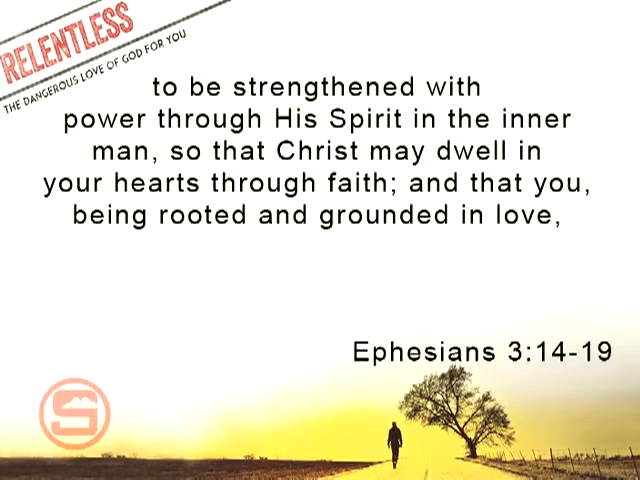 RELENTLESS
THE DANGEROUS LOVE OF GOD FOR YOU
to be strengthened with
power through His Spirit in the inner
man, so that Christ may dwell in
your hearts through faith; and that you,
being rooted and grounded in love,
Ephesians 3:14-19
S